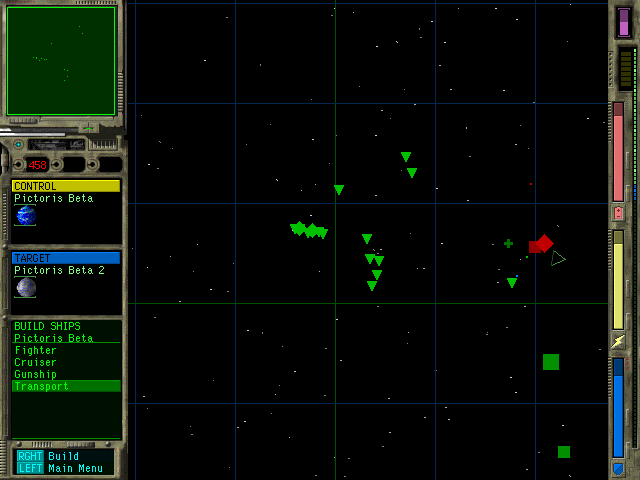 458
CONTROL
Pictoris Beta
TARGET
Pictoris Beta 2
BUILD SHIPS
Pictoris Beta
Fighter
Cruiser
Gunship
Transport
RGHT Build
LEFT Main Menu